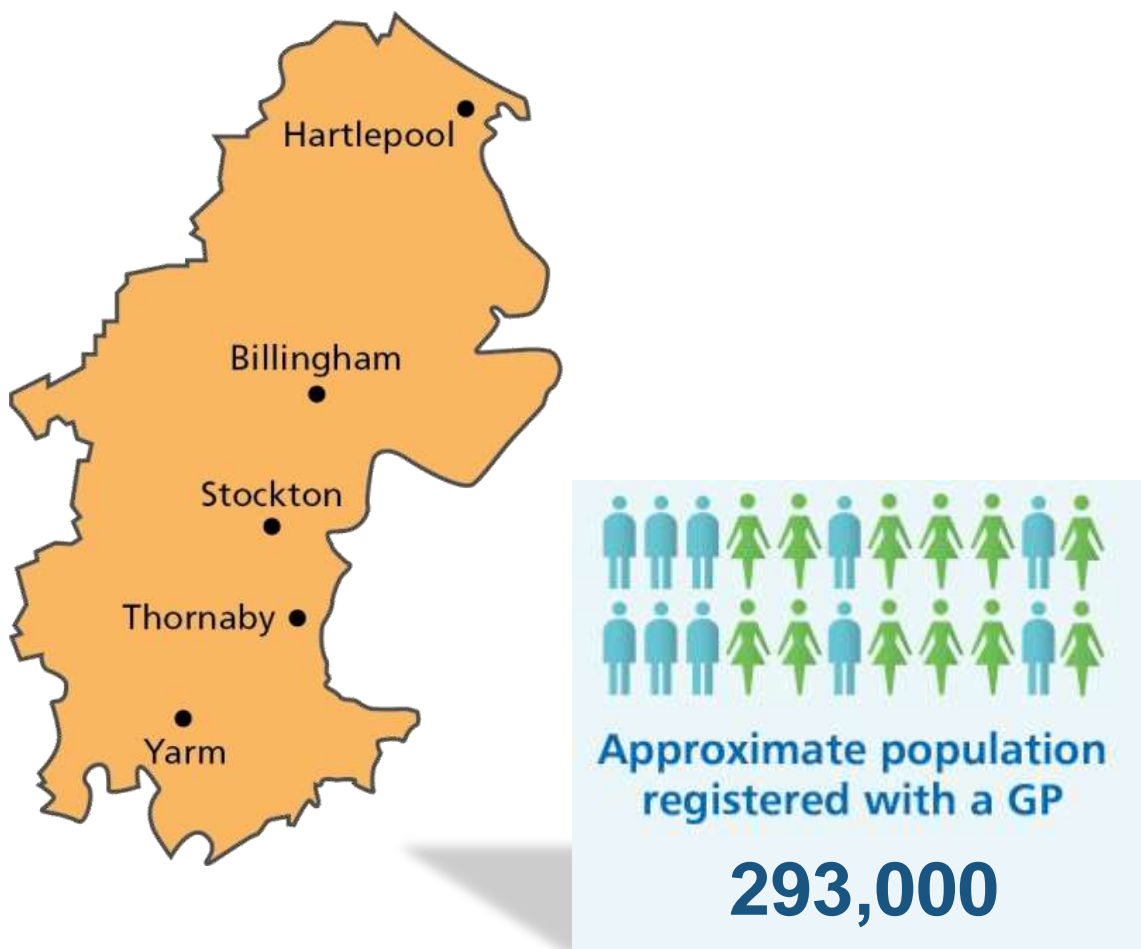 Hartlepool
Billingham
Stockton
Thornaby
Yarm
Approximate population
registered with a GP
293,000